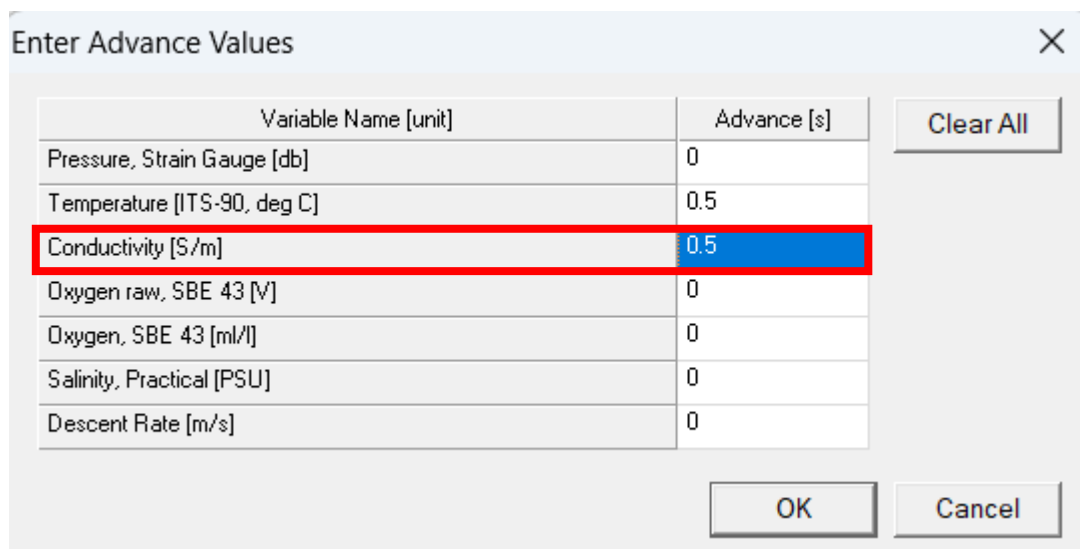 Enter Advance Values
Variable Name [unit] Advance [s] Clear All
Pressure, Strain Gauge [db] 0
Temperature [ITS-90, deg C] 0.5
Conductivity [S/m] 0.5
Oxygen raw, SBE 43 [V] 0
Oxygen, SBE 43 [ml/l] 0
Salinity, Practical [PSU] 0
Descent Rate [m/s] 0
OK Cancel